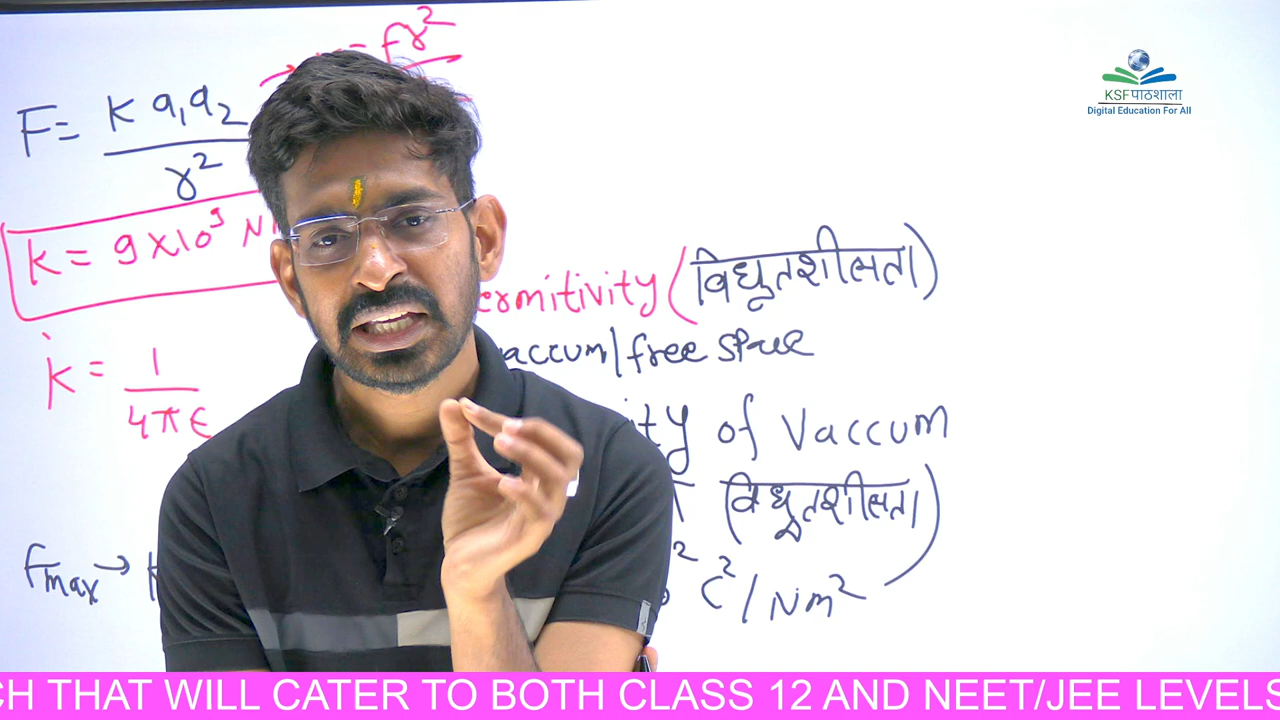 = fr²
F = K q₁q₂ / r²
KSFपाठशाला
Digital Education For All
K = 9×10⁹ N
ermitivity (विधुतशीलता)
accum/free space
K = 1 / 4πϵ
ty of Vaccum
(विधुतशीलता)
Fmax →
² C²/Nm²
CH THAT WILL CATER TO BOTH CLASS 12 AND NEET/JEE LEVELS